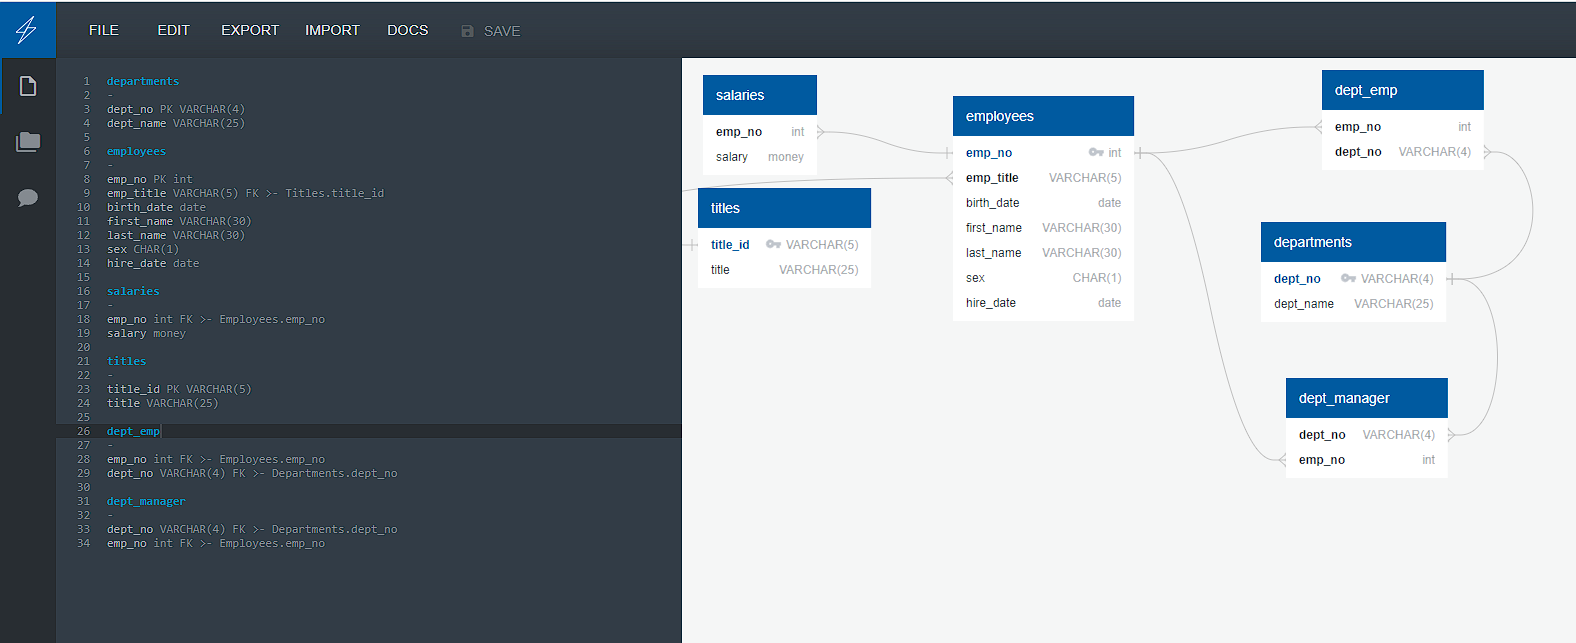 FILE EDIT EXPORT IMPORT DOCS SAVE
1 departments
2 -
3 dept_no PK VARCHAR(4)
4 dept_name VARCHAR(25)
5
6 employees
7 -
8 emp_no PK int
9 emp_title VARCHAR(5) FK >- Titles.title_id
10 birth_date date
11 first_name VARCHAR(30)
12 last_name VARCHAR(30)
13 sex CHAR(1)
14 hire_date date
15
16 salaries
17 -
18 emp_no int FK >- Employees.emp_no
19 salary money
20
21 titles
22 -
23 title_id PK VARCHAR(5)
24 title VARCHAR(25)
25
26 dept_emp
27 -
28 emp_no int FK >- Employees.emp_no
29 dept_no VARCHAR(4) FK >- Departments.dept_no
30
31 dept_manager
32 -
33 dept_no VARCHAR(4) FK >- Departments.dept_no
34 emp_no int FK >- Employees.emp_no
salaries
emp_no int
salary money
titles
title_id VARCHAR(5)
title VARCHAR(25)
employees
emp_no int
emp_title VARCHAR(5)
birth_date date
first_name VARCHAR(30)
last_name VARCHAR(30)
sex CHAR(1)
hire_date date
dept_emp
emp_no int
dept_no VARCHAR(4)
departments
dept_no VARCHAR(4)
dept_name VARCHAR(25)
dept_manager
dept_no VARCHAR(4)
emp_no int